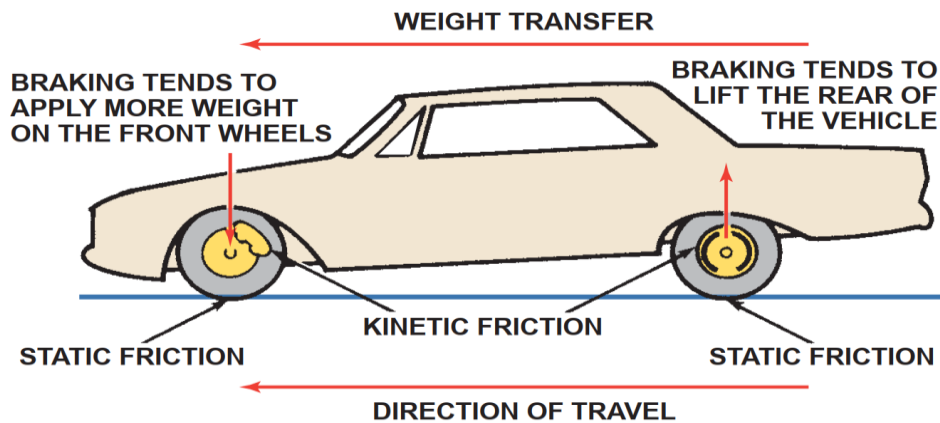 WEIGHT TRANSFER
BRAKING TENDS TO
APPLY MORE WEIGHT
ON THE FRONT WHEELS
BRAKING TENDS TO
LIFT THE REAR OF
THE VEHICLE
KINETIC FRICTION
STATIC FRICTION
STATIC FRICTION
DIRECTION OF TRAVEL